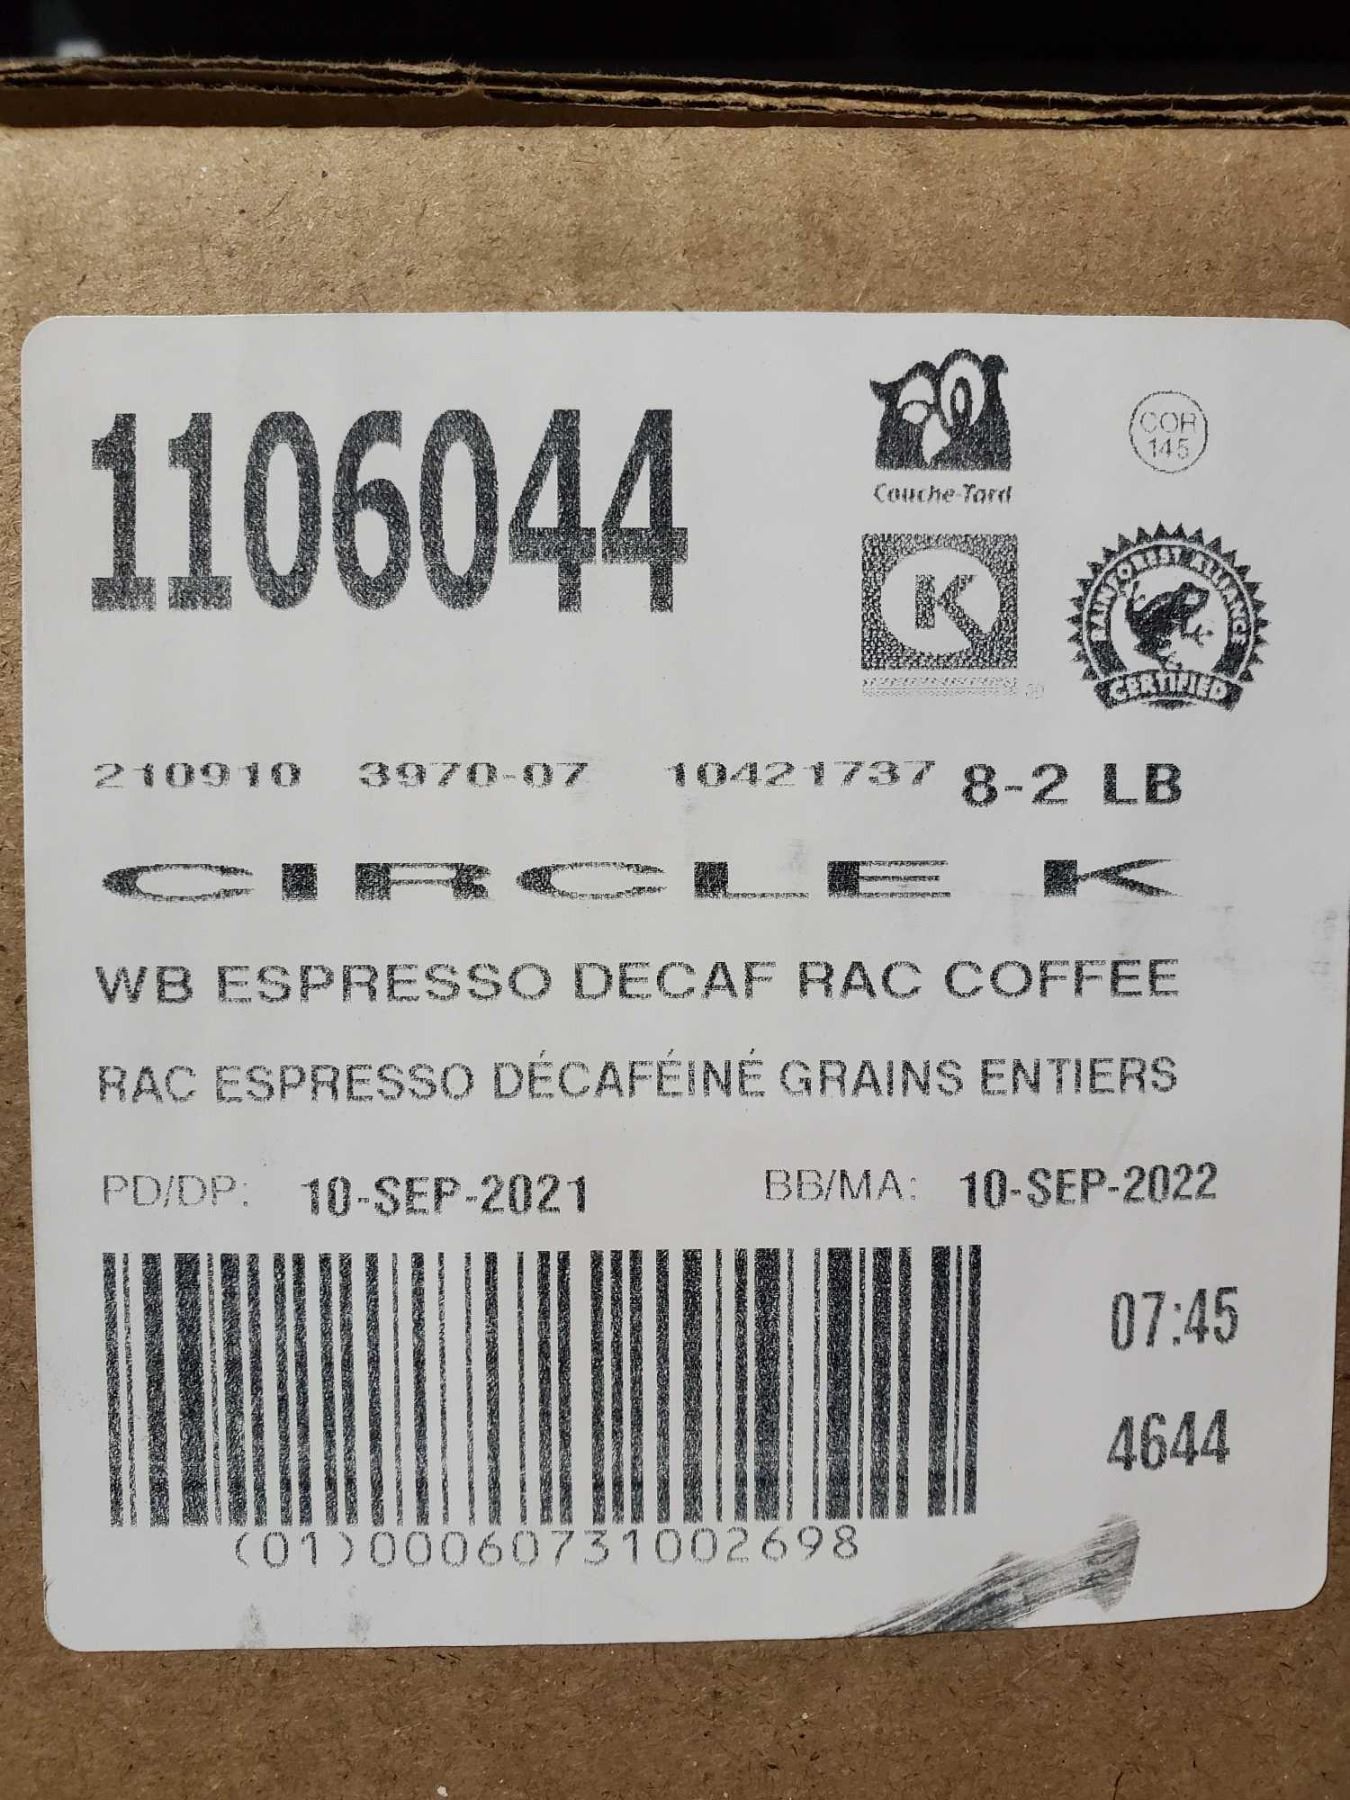 1106044
Couche-Tard
COR
145
K
RAINFOREST ALLIANCE
CERTIFIED
210910 3970-07 10421737 8-2 LB
CIRCLE K
WB ESPRESSO DECAF RAC COFFEE
RAC ESPRESSO DÉCAFÉINÉ GRAINS ENTIERS
PD/DP: 10-SEP-2021 BB/MA: 10-SEP-2022
07:45
4644
(01)00060731002698